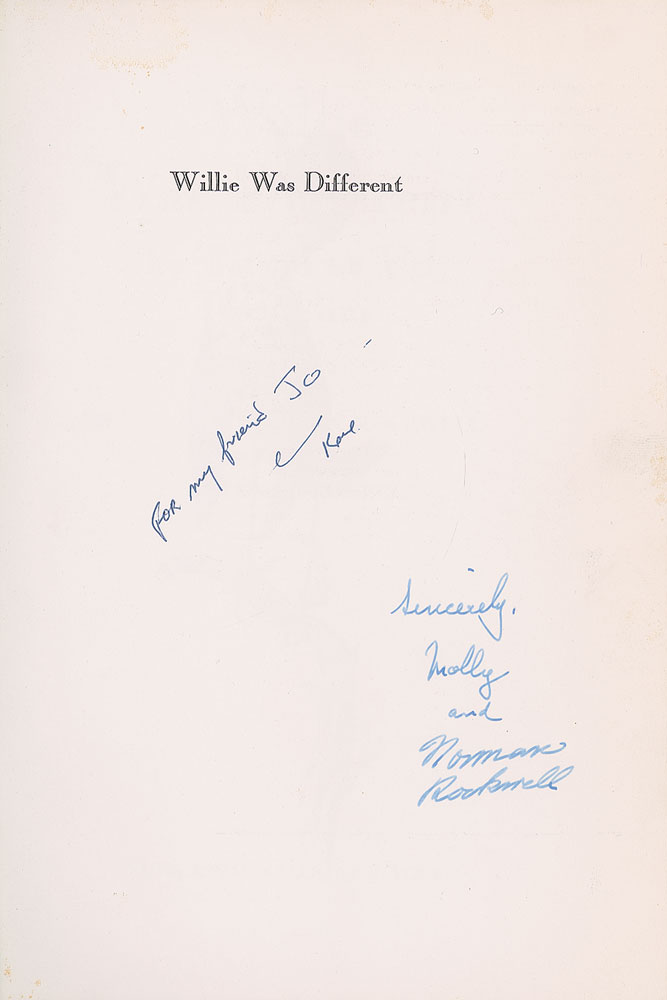 Willie Was Different
For my friend Jo
Sincerely,
Molly
and
Norman
Rockwell